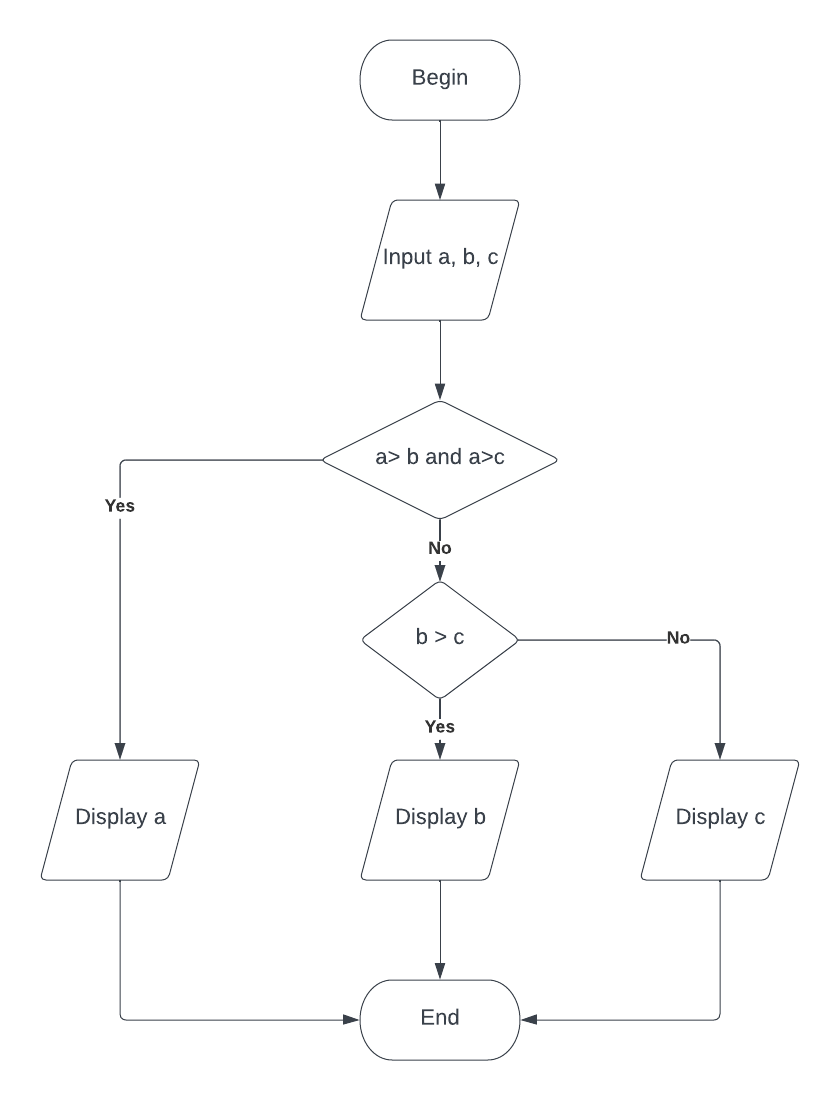 Begin
Input a, b, c
a> b and a>c
Yes
No
b > c
No
Yes
Display a
Display b
Display c
End